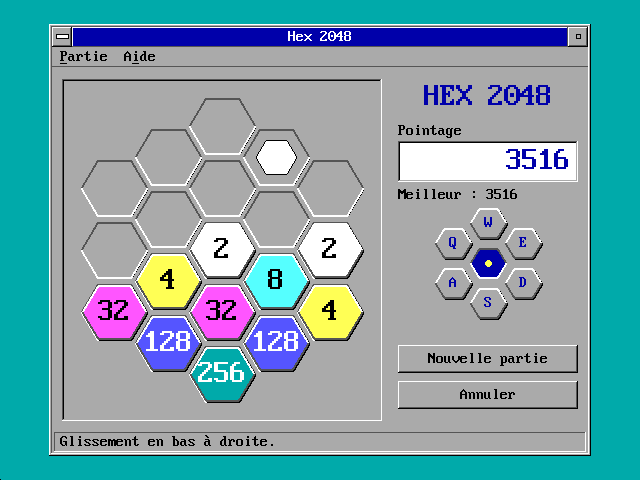 Hex 2048
Partie Aide
HEX 2048
Pointage
3516
Meilleur : 3516
W
Q E
A D
S
2 2
4 8
32 32 4
128 128
256
Nouvelle partie
Annuler
Glissement en bas à droite.